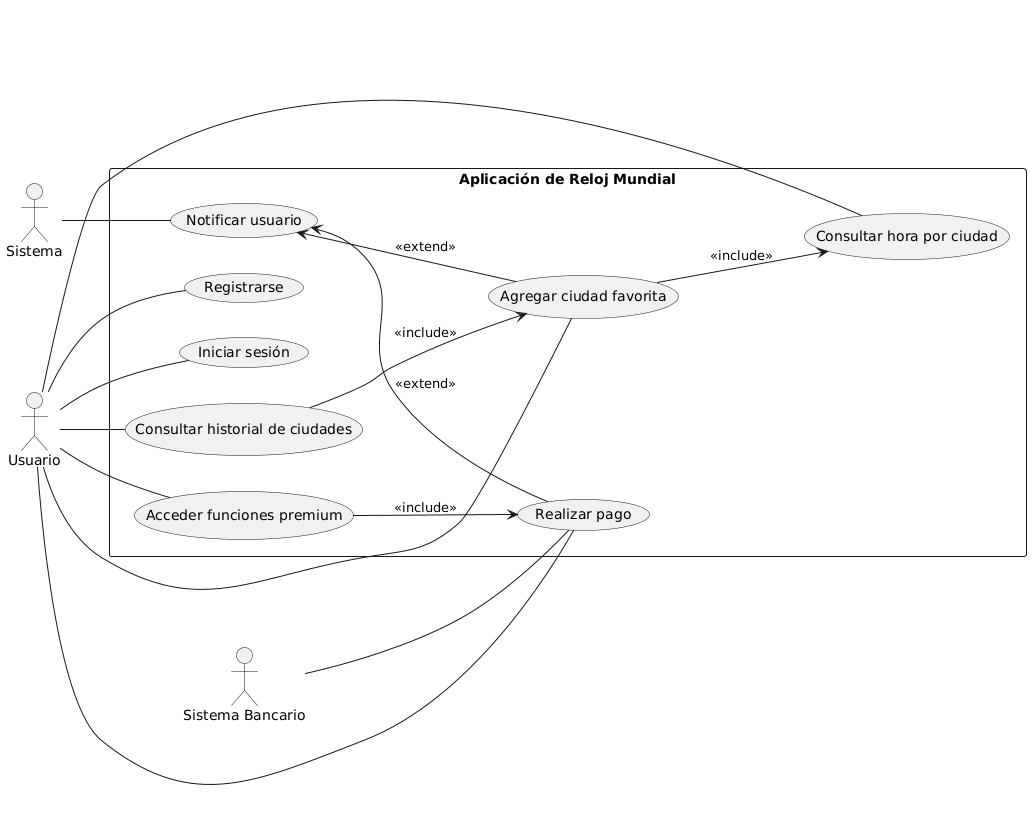 Aplicación de Reloj Mundial
Sistema
Notificar usuario
«extend»
Consultar hora por ciudad
«include»
Registrarse
Agregar ciudad favorita
«include»
Iniciar sesión
«extend»
Usuario
Consultar historial de ciudades
Acceder funciones premium
«include»
Realizar pago
Sistema Bancario